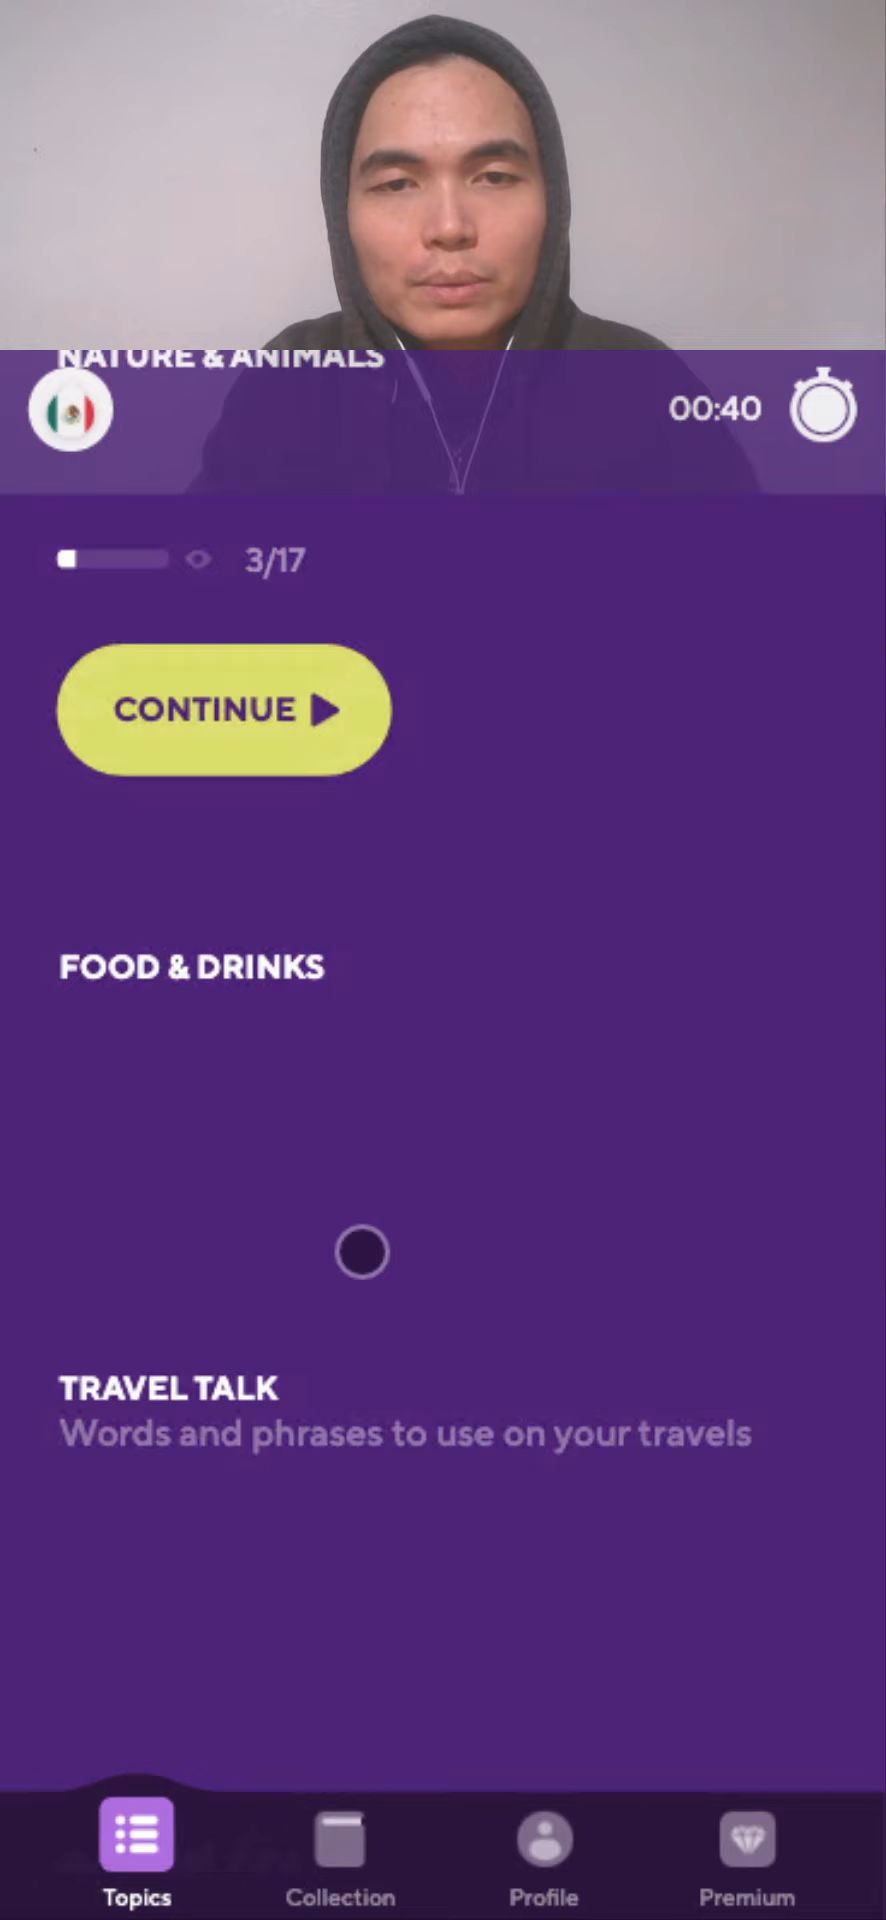 NATURE & ANIMALS
00:40
3/17
CONTINUE
FOOD & DRINKS
TRAVEL TALK
Words and phrases to use on your travels
Topics
Collection
Profile
Premium